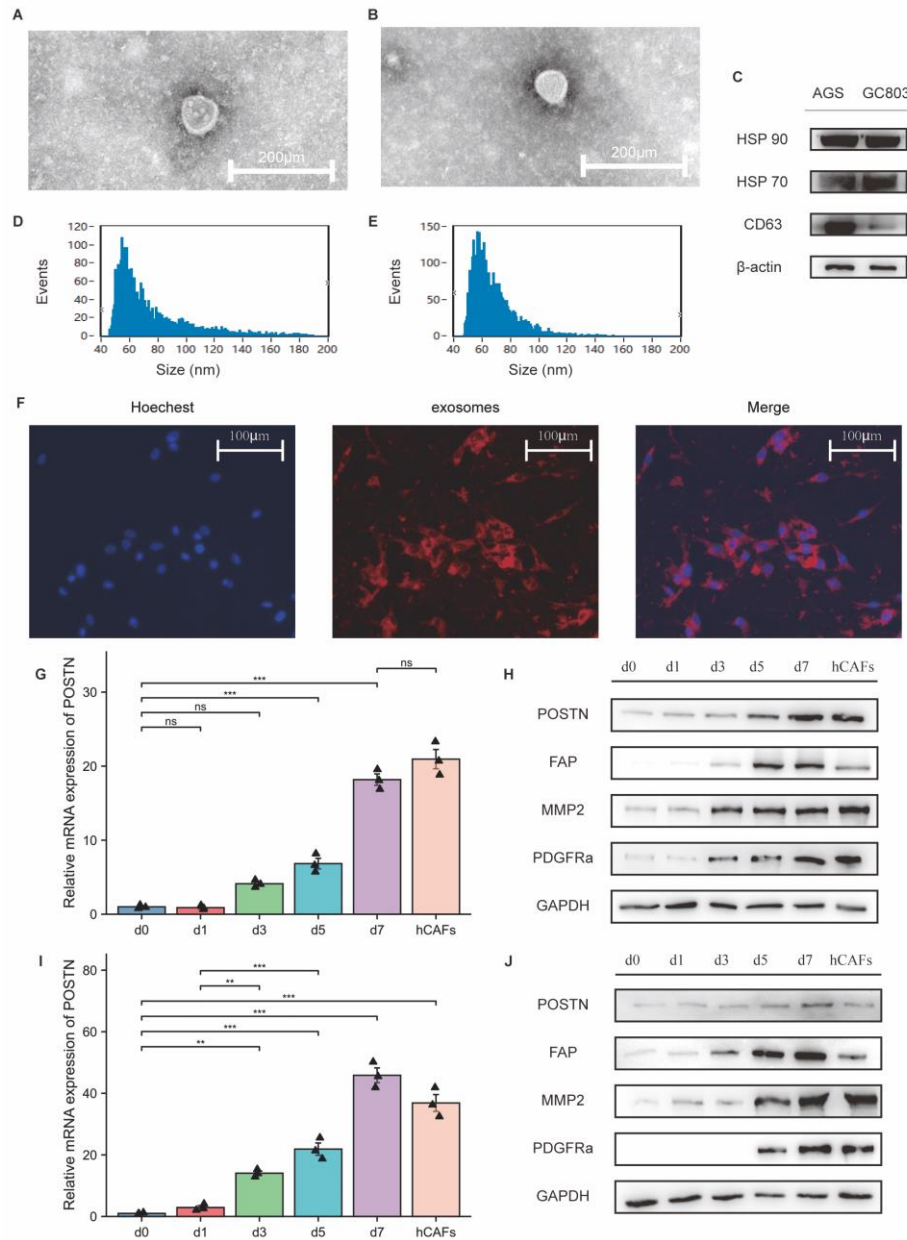 A
B
200μm
200μm
C
AGS GC803
HSP 90
HSP 70
CD63
β-actin
D
120
100
80
60
40
20
0
Events
40 60 80 100 120 140 160 180 200
Size (nm)
E
150
100
50
0
Events
40 60 80 100 120 140 160 180 200
Size (nm)
F
Hoechest exosomes Merge
100μm 100μm 100μm
G
Relative mRNA expression of POSTN
30
20
10
0
ns
***
***
ns
ns
d0 d1 d3 d5 d7 hCAFs
H
d0 d1 d3 d5 d7 hCAFs
POSTN
FAP
MMP2
PDGFRa
GAPDH
I
Relative mRNA expression of POSTN
80
60
40
20
0
***
**
***
***
***
**
d0 d1 d3 d5 d7 hCAFs
J
d0 d1 d3 d5 d7 hCAFs
POSTN
FAP
MMP2
PDGFRa
GAPDH